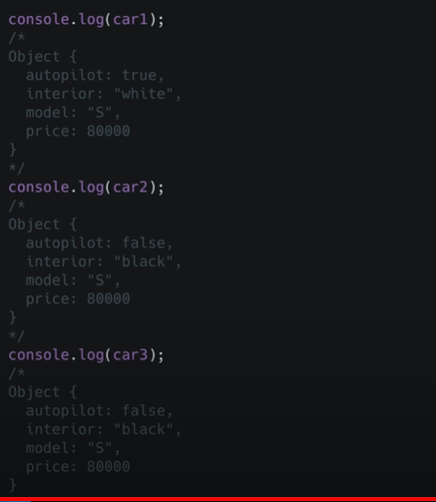 console.log(car1);
/*
Object {
  autopilot: true,
  interior: "white",
  model: "S",
  price: 80000
}
*/
console.log(car2);
/*
Object {
  autopilot: false,
  interior: "black",
  model: "S",
  price: 80000
}
*/
console.log(car3);
/*
Object {
  autopilot: false,
  interior: "black",
  model: "S",
  price: 80000
}